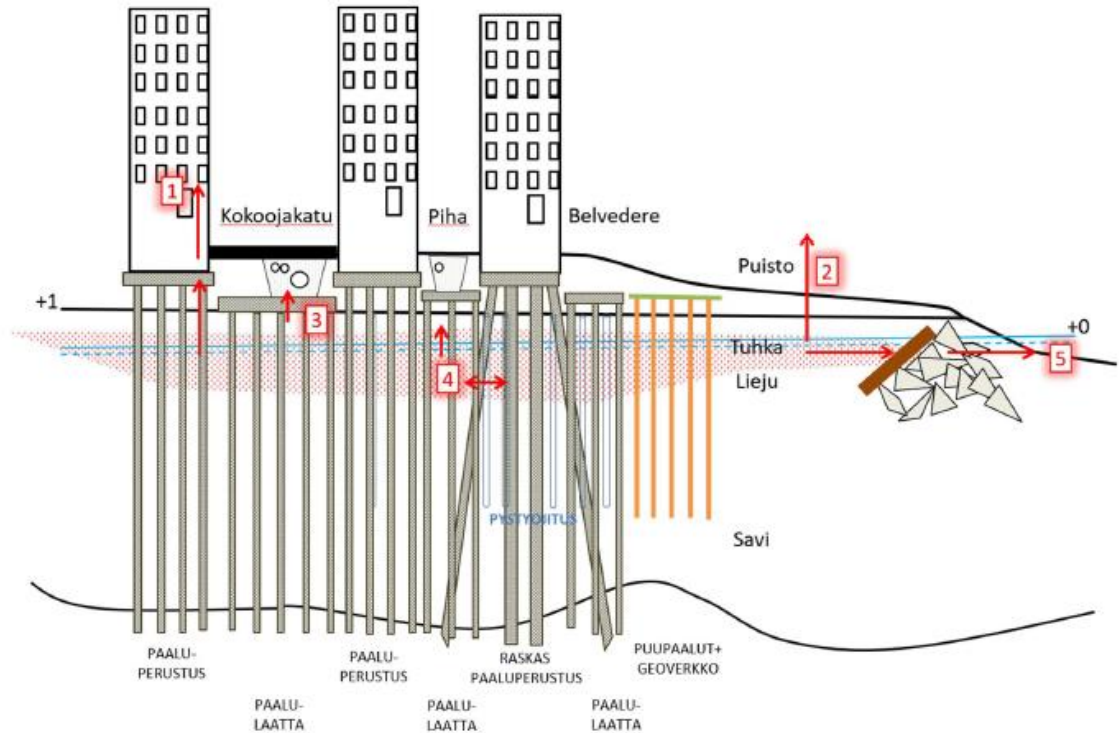 1
Kokoojakatu
Piha
Belvedere
Puisto
2
+1
3
+0
Tuhka
4
5
Lieju
PYSTYOJITUS
Savi
PAALU-
PERUSTUS
PAALU-
PERUSTUS
RASKAS
PAALUPERUSTUS
PUUPAALUT+
GEOVERKKO
PAALU-
LAATTA
PAALU-
LAATTA
PAALU-
LAATTA